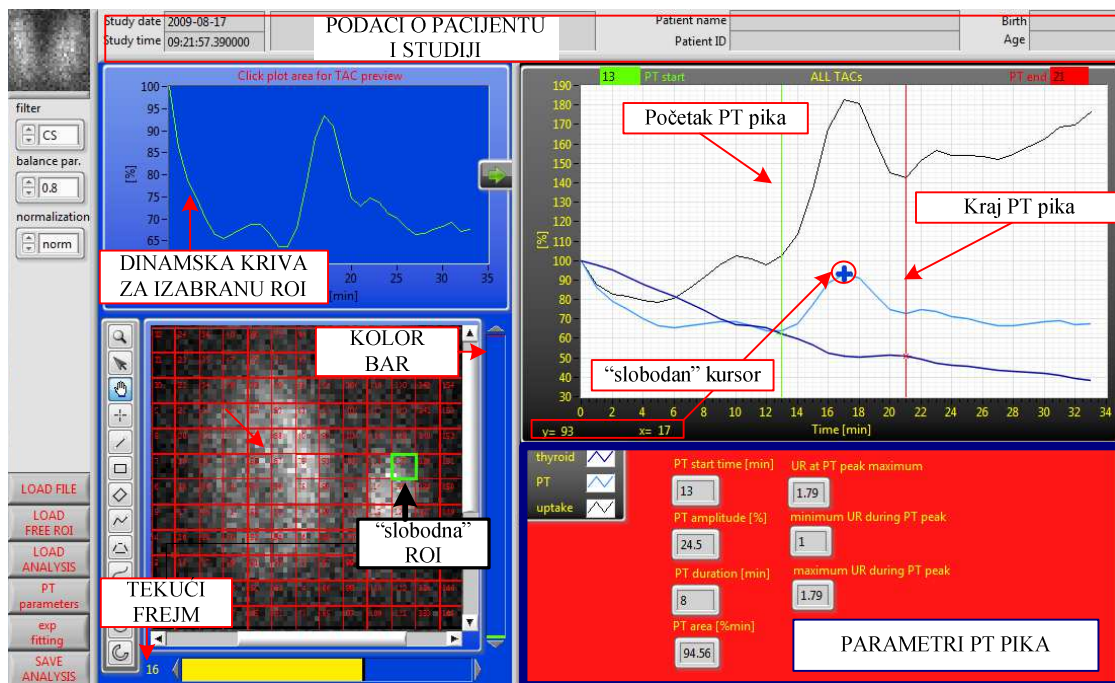 Study date 2009-08-17
Study time 09:21:57.390000
PODACI O PACIJENTU
I STUDIJI
Patient name
Patient ID
Birth
Age
filter
CS
balance par.
0.8
normalization
norm
LOAD FILE
LOAD
FREE ROI
LOAD
ANALYSIS
PT
parameters
exp
fitting
SAVE
ANALYSIS
Click plot area for TAC preview
100
95
90
85
80
75
70
65
[%]
DINAMSKA KRIVA
ZA IZABRANU ROI
20 25 30 35
[min]
KOLOR
BAR
"slobodna"
ROI
TEKUĆI
FREJM
16
13 PT start
ALL TACs
PT end 21
190
180
170
160
150
140
130
120
110
100
90
80
70
60
50
40
30
[%]
Početak PT pika
Kraj PT pika
"slobodan" kursor
0 2 4 6 8 10 12 14 16 18 20 22 24 26 28 30 32 34
y= 93 x= 17
Time [min]
thyroid
PT
uptake
PT start time [min]
13
PT amplitude [%]
24.5
PT duration [min]
8
PT area [%min]
94.56
UR at PT peak maximum
1.79
minimum UR during PT peak
1
maximum UR during PT peak
1.79
PARAMETRI PT PIKA